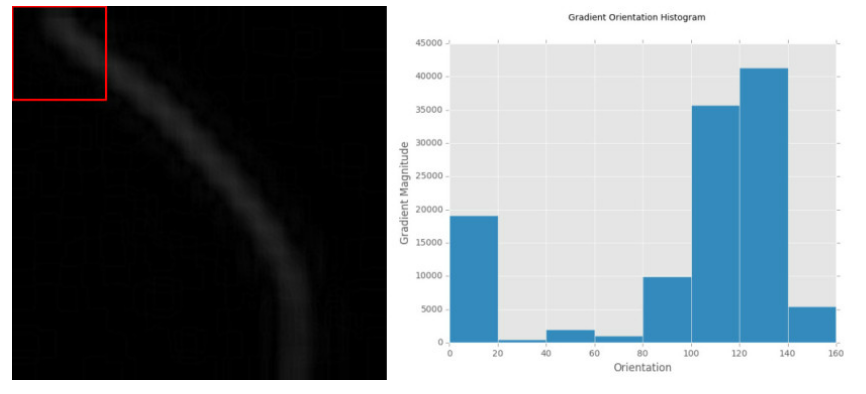 Gradient Orientation Histogram
45000
40000
35000
30000
25000
20000
15000
10000
5000
0
Gradient Magnitude
0 20 40 60 80 100 120 140 160
Orientation